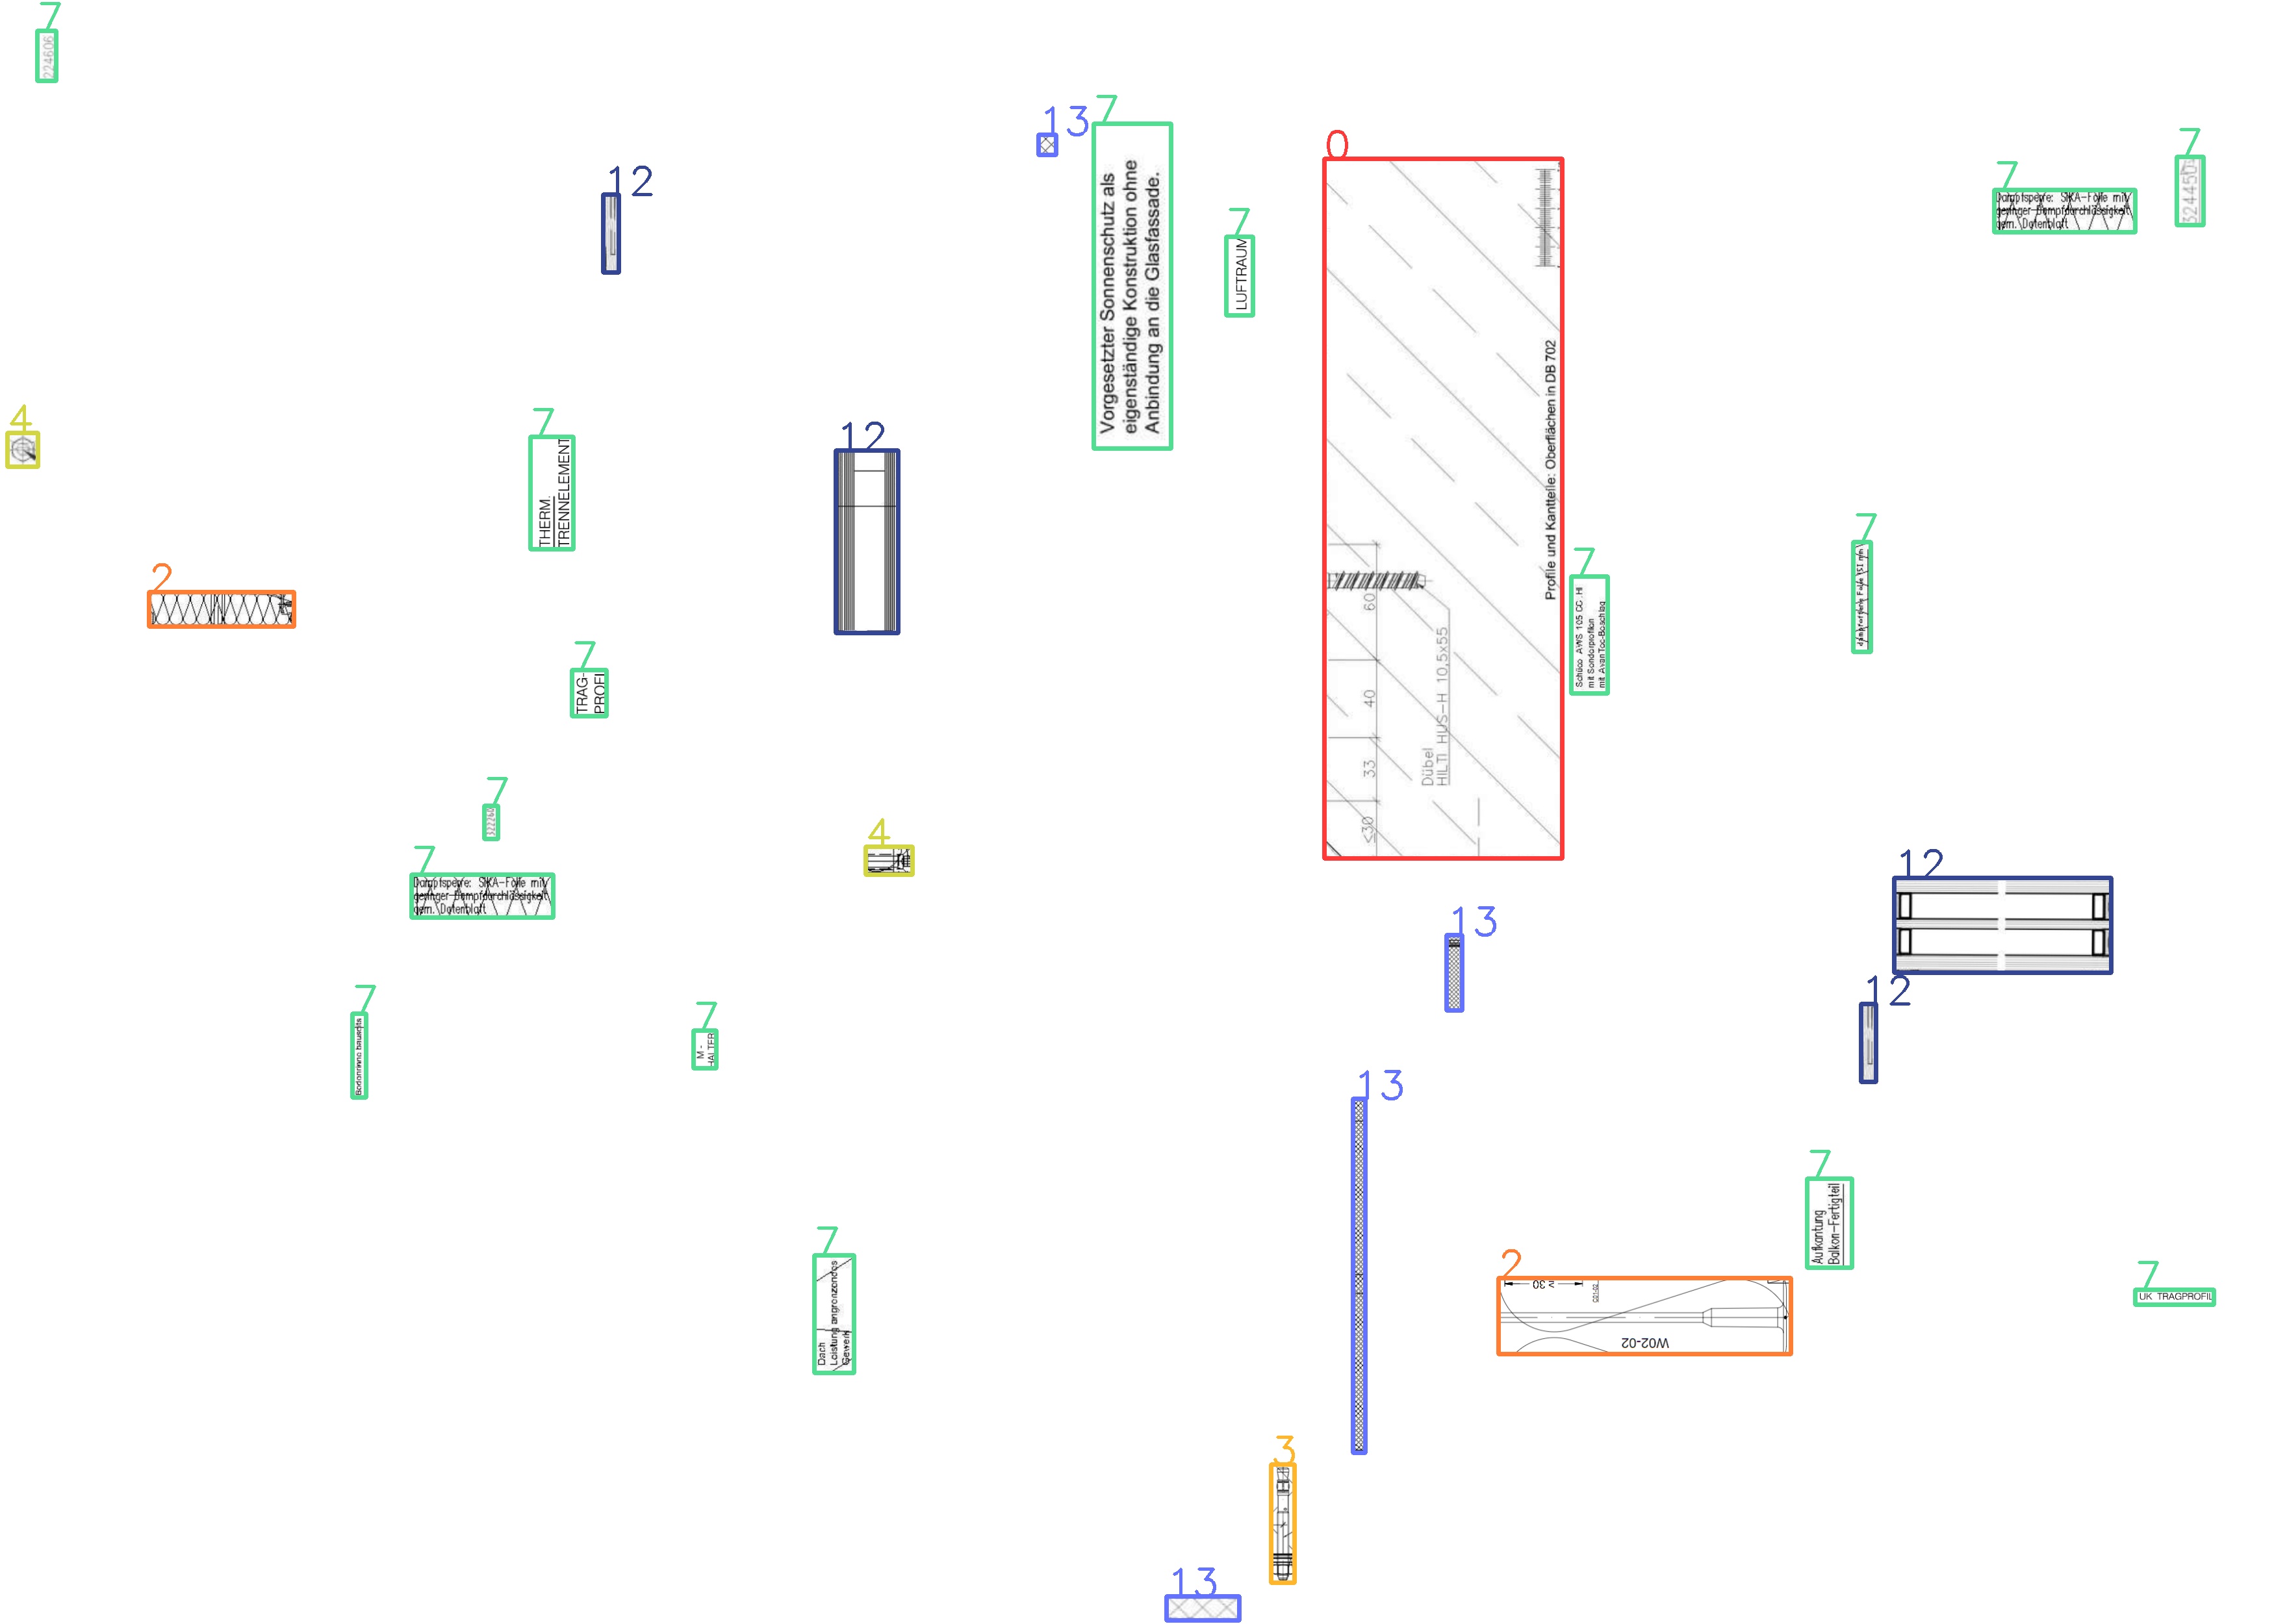 7
224606
13
7
Vorgesetzter Sonnenschutz als
eigenständige Konstruktion ohne
Anbindung an die Glasfassade.
0
Profile und Kantteile: Oberflächen in DB 702
60
40
33
≤30
Dübel
HILTI HUS-H 10,5x55
7
324450
7
Dampfsperre: SIKA-Folie mit
geringer Dampfdurchlässigkeit
gem. Datenblatt
12
7
LUFTRAUM
4
7
THERM.
TRENNELEMENT
12
7
7
Schüco AWS 105 CC.HI
mit Sonderprofilen
mit AvanTec-Beschlag
2
7
TRAG-
PROFI
7
4
7
Dampfsperre: SIKA-Folie mit
geringer Dampfdurchlässigkeit
gem. Datenblatt
12
13
12
7
Bodenrinne bauseits
7
M -
HALTER
13
7
Aufkantung
Balkon-Fertigteil
7
Dach
Leistung angrenzendes
Gewerk
2
≥ 30
W02-02
7
UK TRAGPROFIL
3
13